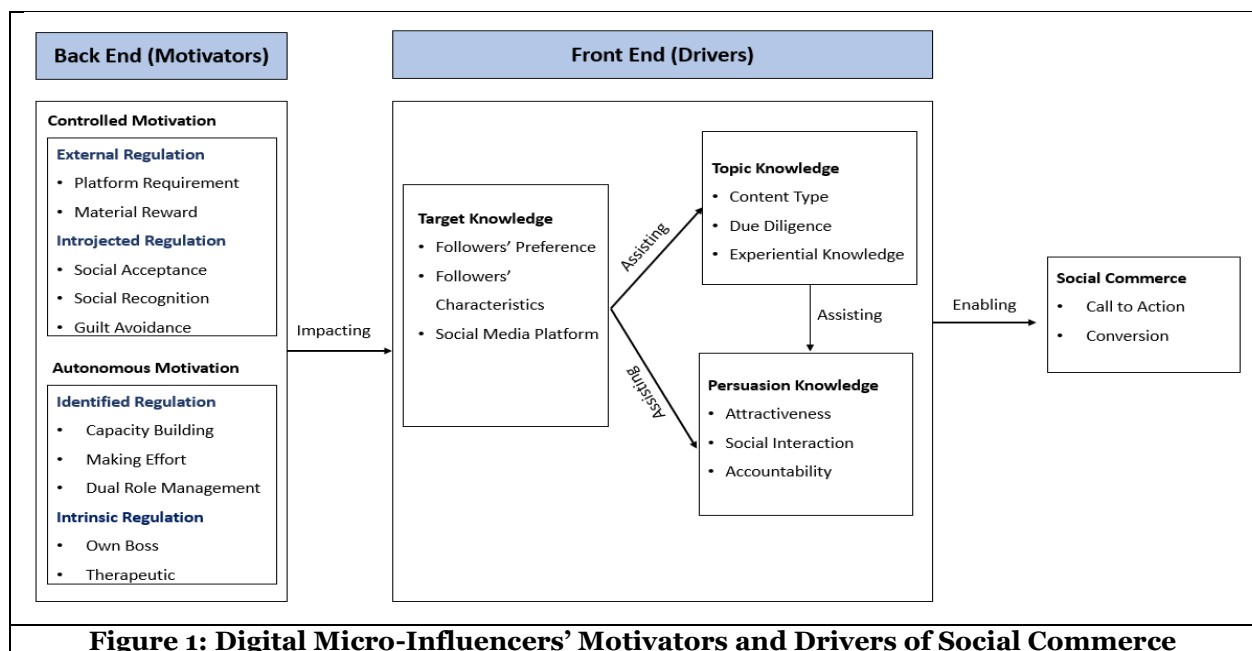 Back End (Motivators)
Front End (Drivers)
Controlled Motivation
External Regulation
• Platform Requirement
• Material Reward
Introjected Regulation
• Social Acceptance
• Social Recognition
• Guilt Avoidance
Autonomous Motivation
Identified Regulation
• Capacity Building
• Making Effort
• Dual Role Management
Intrinsic Regulation
• Own Boss
• Therapeutic
Impacting
Target Knowledge
• Followers' Preference
• Followers'
Characteristics
• Social Media Platform
Assisting
Assisting
Topic Knowledge
• Content Type
• Due Diligence
• Experiential Knowledge
Assisting
Persuasion Knowledge
• Attractiveness
• Social Interaction
• Accountability
Enabling
Social Commerce
• Call to Action
• Conversion
Figure 1: Digital Micro-Influencers' Motivators and Drivers of Social Commerce